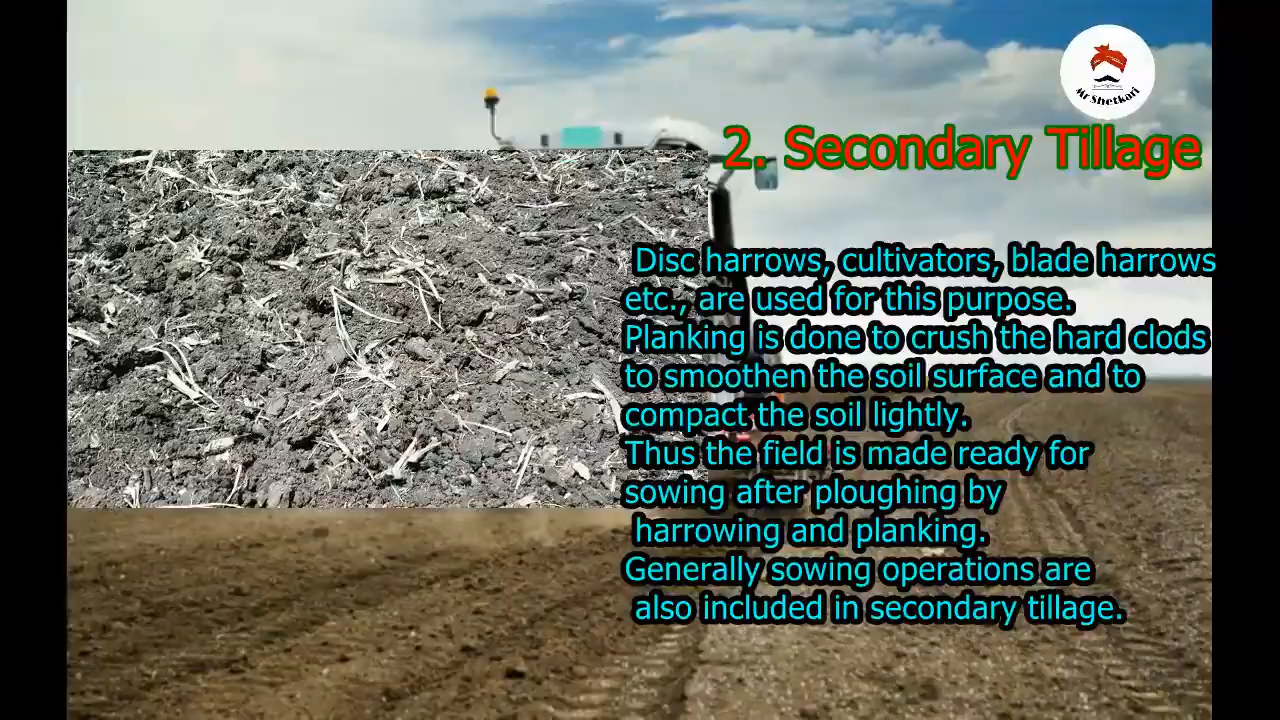 Mr Shetkari
2. Secondary Tillage
Disc harrows, cultivators, blade harrows
etc., are used for this purpose.
Planking is done to crush the hard clods
to smoothen the soil surface and to
compact the soil lightly.
Thus the field is made ready for
sowing after ploughing by
harrowing and planking.
Generally sowing operations are
also included in secondary tillage.